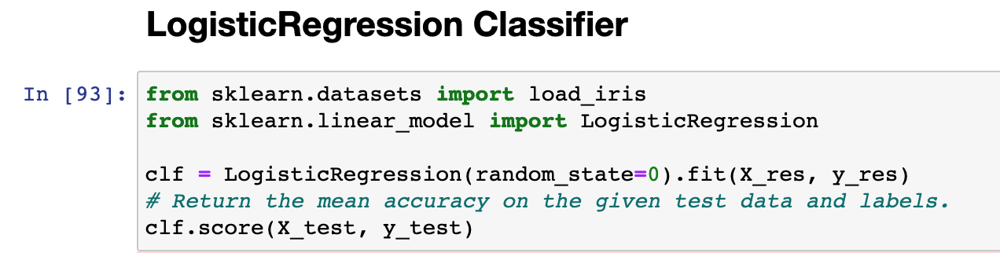 LogisticRegression Classifier
In [93]: from sklearn.datasets import load_iris
from sklearn.linear_model import LogisticRegression
clf = LogisticRegression(random_state=0).fit(X_res, y_res)
# Return the mean accuracy on the given test data and labels.
clf.score(X_test, y_test)